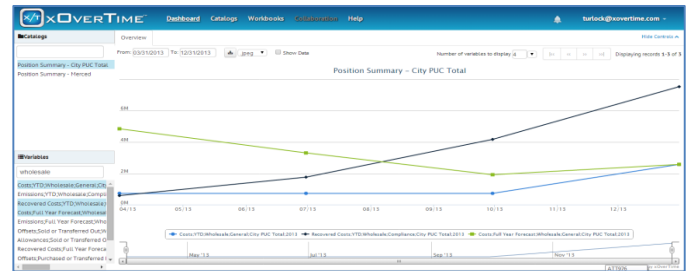 x/t xOverTime Dashboard Catalogs Workbooks Collaboration Help turlock@xovertime.com
Catalogs
Overview
Hide Controls
From: 03/31/2013 To: 12/31/2013 .jpeg Show Data
Number of variables to display 4 Displaying records 1-3 of 3
Position Summary - City PUC Total
Position Summary - Merced
Position Summary - City PUC Total
8M
4M
2M
0M
Variables
wholesale
Costs;YTD;Wholesale;General;Cit
Emissions;YTD;Wholesale;Compli
Recovered Costs;YTD;Wholesale;
Costs;Full Year Forecast;Wholesa
Emissions;Full Year Forecast;Who
Offsets;Sold or Transferred Out;W
Allowances;Sold or Transferred O
Recovered Costs;Full Year Foreca
Offsets;Purchased or Transferred I
04/13 05/13 06/13 07/13 08/13 09/13 10/13 11/13 12/13
Costs;YTD;Wholesale;General;City PUC Total;2013 Recovered Costs;YTD;Wholesale;Compliance;City PUC Total;2013 Costs;Full Year Forecast;Wholesale;General;City PUC Total;2013
May '13 Jul '13 Sep '13 Nov '13